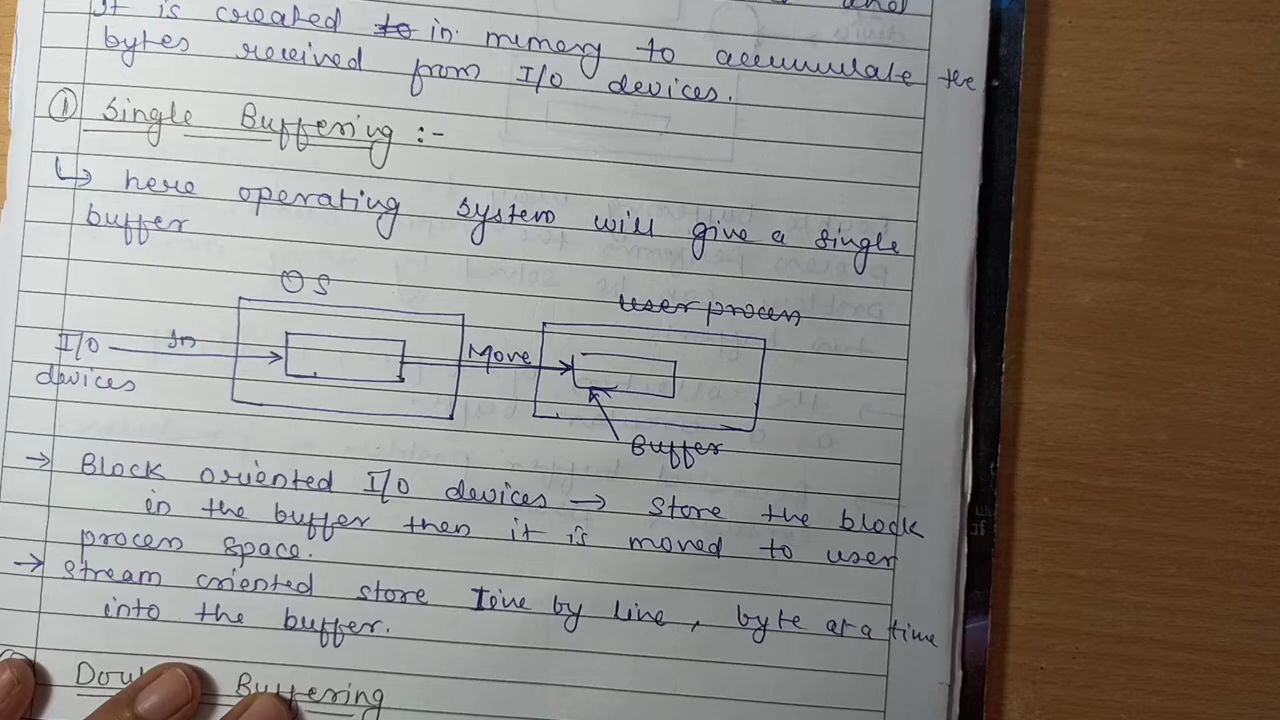 and
It is created to in memory to accumulate the
bytes received from I/O devices.
① Single Buffering :-
↳ here operating system will give a single
buffer
OS
user process
I/O
devices
In
Move
Buffer
→ Block oriented I/O devices → store the block
in the buffer then it is moved to user
process space.
→ stream oriented store line by line, byte at a time
into the buffer.
Buffering